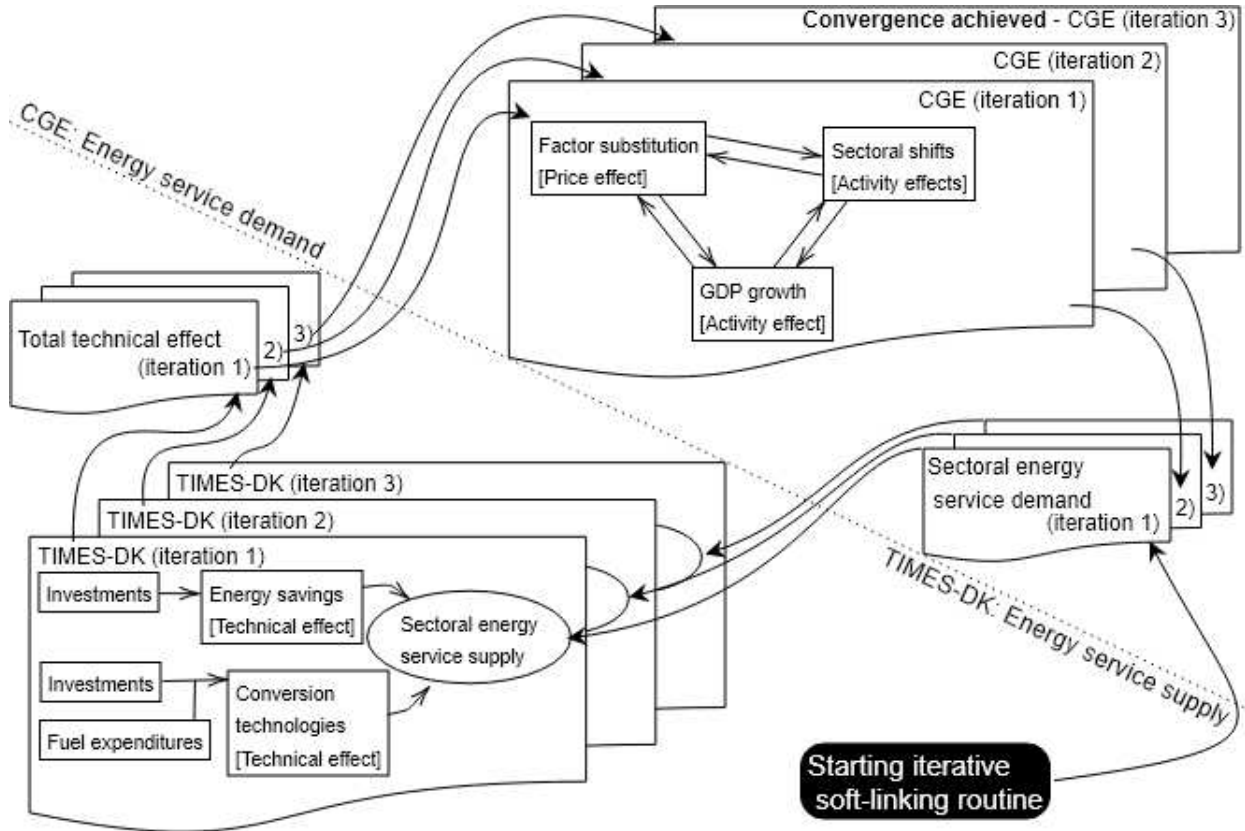 Convergence achieved - CGE (iteration 3)
CGE (iteration 2)
CGE (iteration 1)
Factor substitution
[Price effect]
Sectoral shifts
[Activity effects]
GDP growth
[Activity effect]
CGE: Energy service demand
Total technical effect
(iteration 1)
2)
3)
TIMES-DK (iteration 3)
TIMES-DK (iteration 2)
TIMES-DK (iteration 1)
Investments
Energy savings
[Technical effect]
Sectoral energy
service supply
Investments
Fuel expenditures
Conversion
technologies
[Technical effect]
Sectoral energy
service demand
(iteration 1)
2)
3)
TIMES-DK: Energy service supply
Starting iterative
soft-linking routine